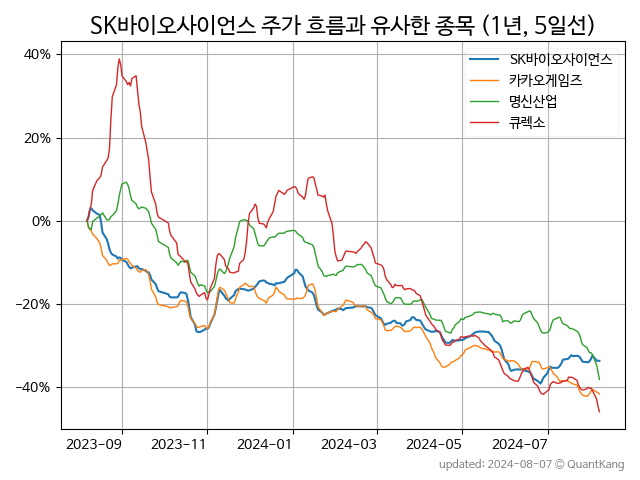 SK바이오사이언스 주가 흐름과 유사한 종목 (1년, 5일선)
SK바이오사이언스
카카오게임즈
명신산업
큐렉소
40%
20%
0%
−20%
−40%
2023-09 2023-11 2024-01 2024-03 2024-05 2024-07
updated: 2024-08-07 © QuantKang